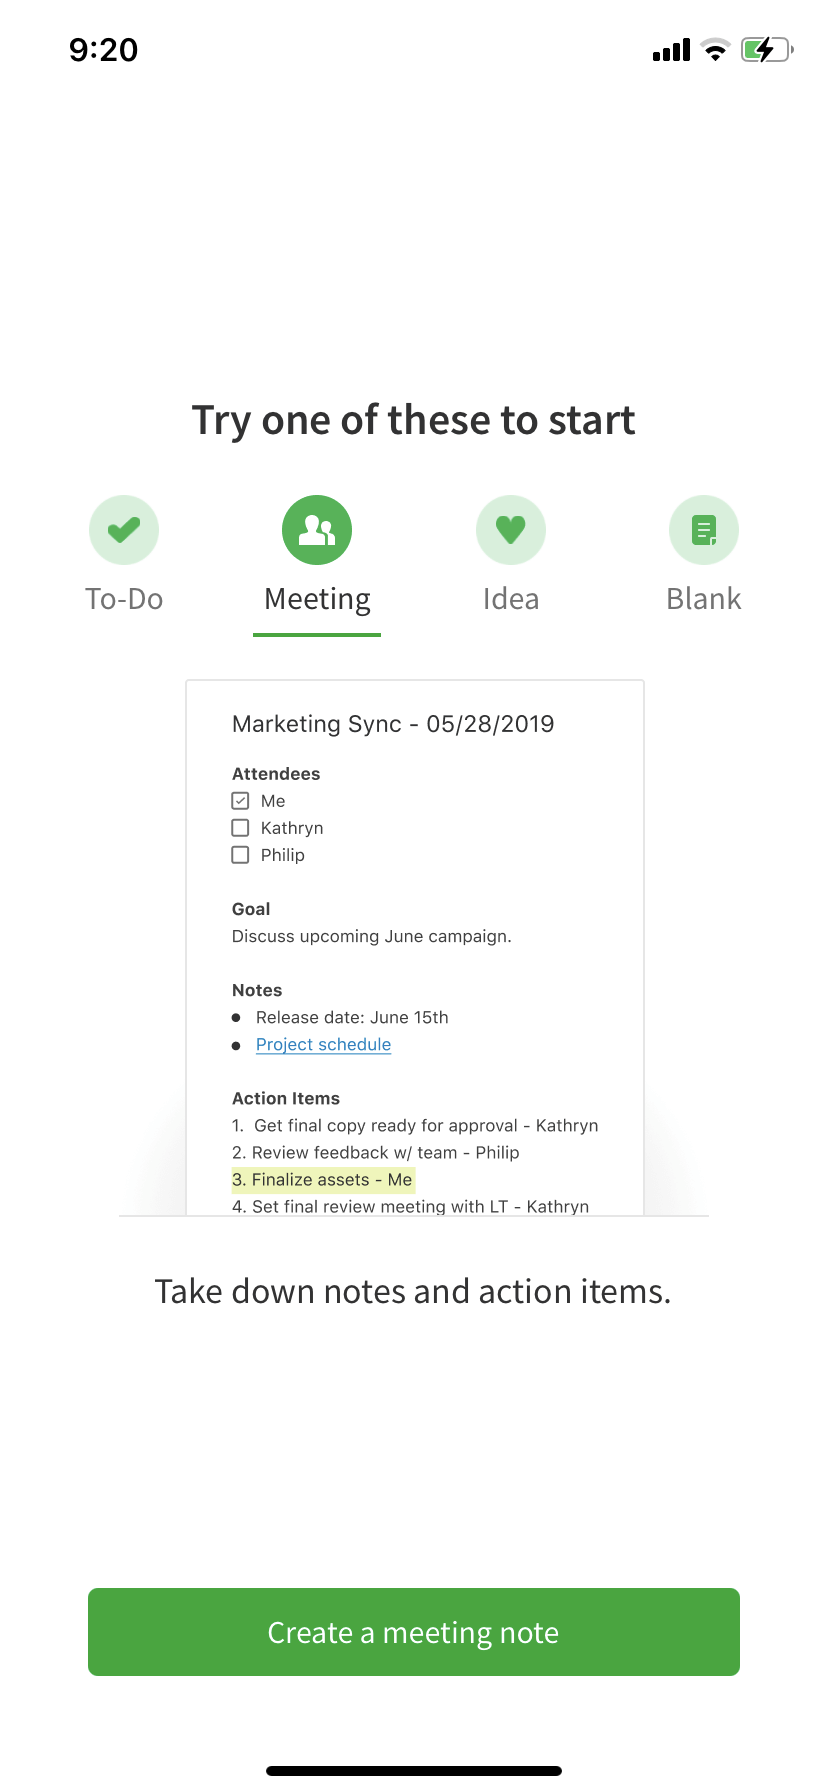 9:20
Try one of these to start
To-Do
Meeting
Idea
Blank
Marketing Sync - 05/28/2019
Attendees
Me
Kathryn
Philip
Goal
Discuss upcoming June campaign.
Notes
Release date: June 15th
Project schedule
Action Items
1. Get final copy ready for approval - Kathryn
2. Review feedback w/ team - Philip
3. Finalize assets - Me
4. Set final review meeting with LT - Kathryn
Take down notes and action items.
Create a meeting note